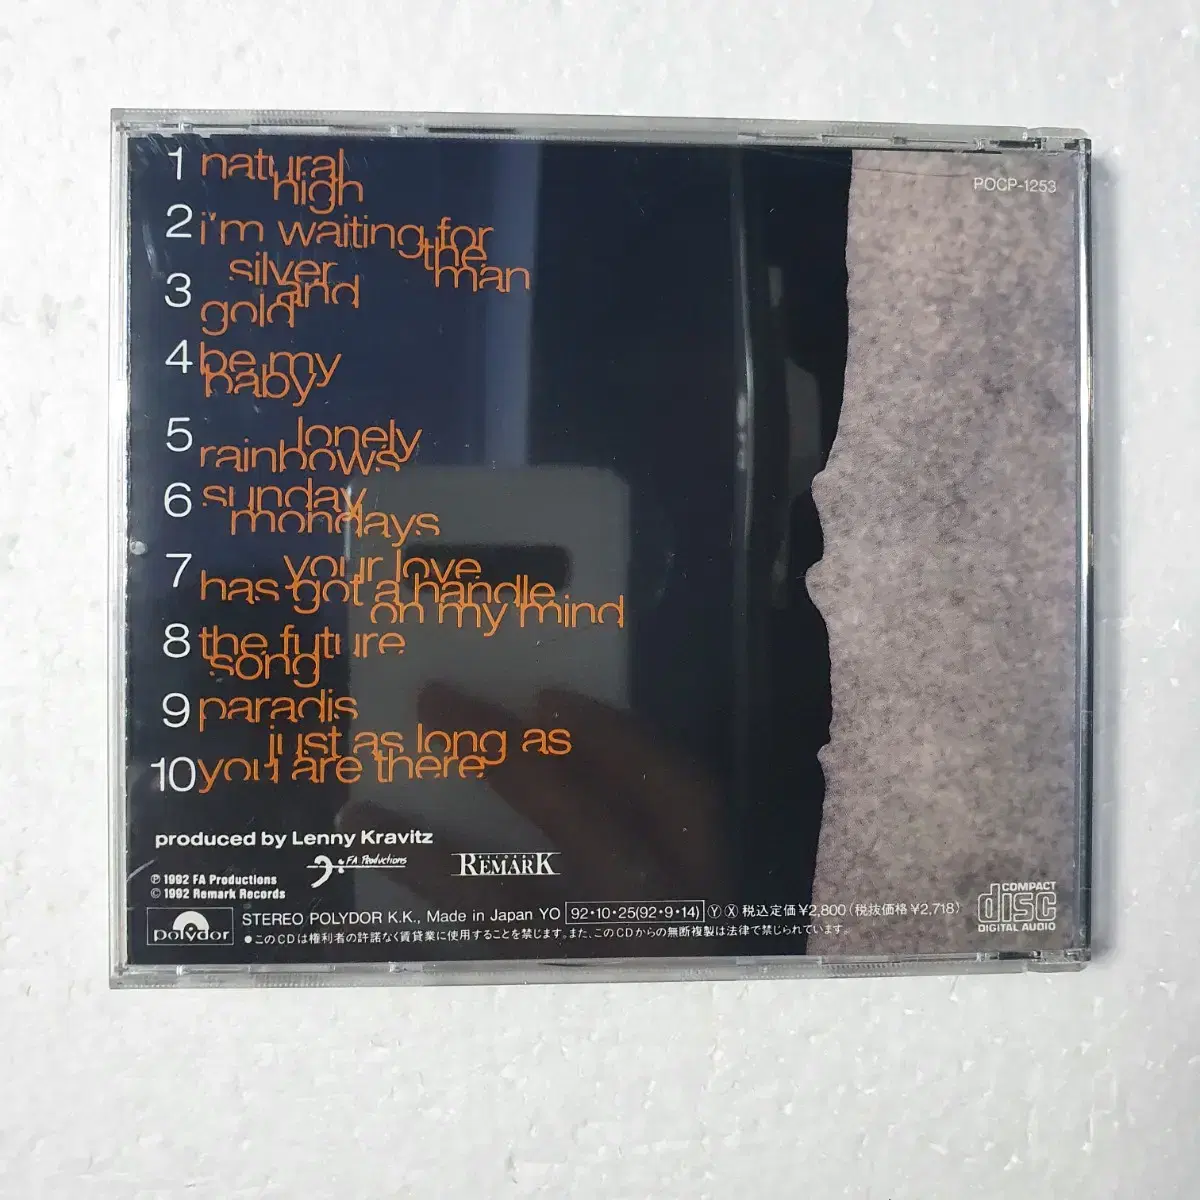 POCP-1253
1 natural
high
2 i'm waiting for
the
man
3 silver
and
gold
4 be my
baby
5 lonely
rainbows
6 sunday
mondays
7 your love
has got a handle
on my mind
8 the future
song
9 paradis
10 just as long as
you are there
produced by Lenny Kravitz
FA Productions
RECORDS
REMARK
℗ 1992 FA Productions
© 1992 Remark Records
polydor
STEREO POLYDOR K.K., Made in Japan YO 92・10・25(92・9・14) Ⓨ Ⓧ 税込定価¥2,800(税抜価格¥2,718)
●このCDは権利者の許諾なく賃貸業に使用することを禁じます。また、このCDからの無断複製は法律で禁じられています。
COMPACT
disc
DIGITAL AUDIO